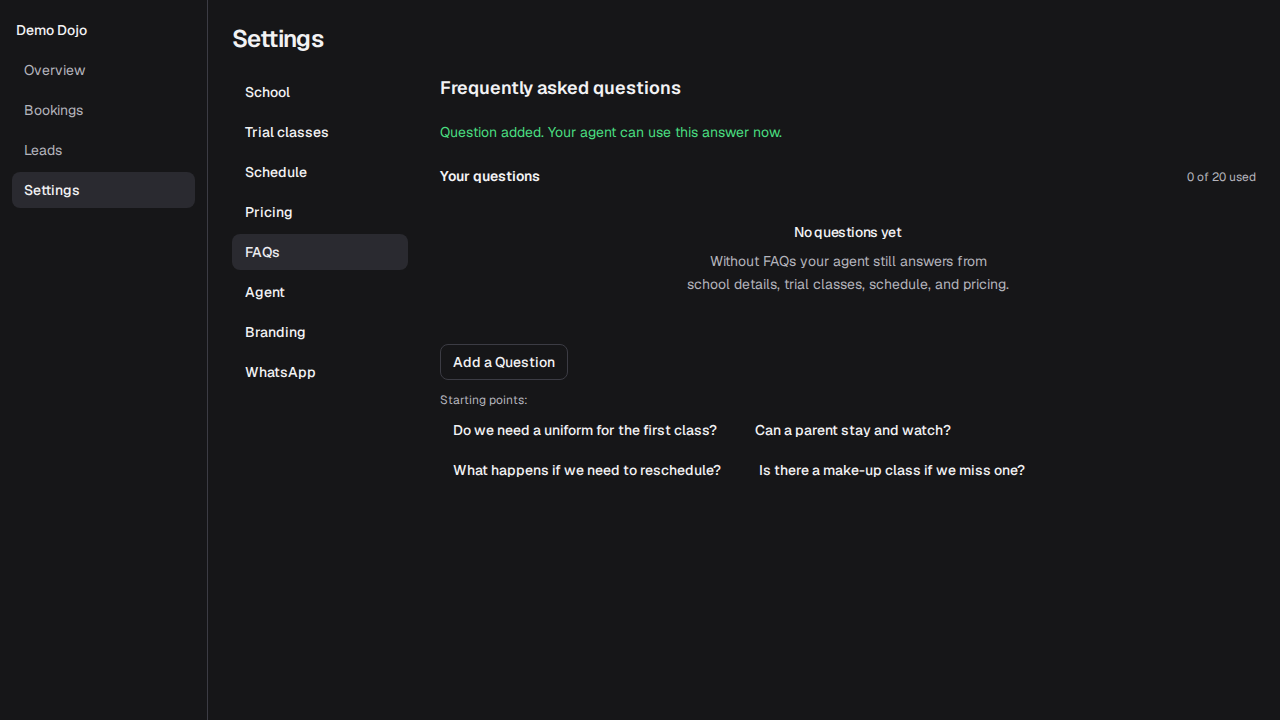 Demo Dojo
Overview
Bookings
Leads
Settings
Settings
School
Trial classes
Schedule
Pricing
FAQs
Agent
Branding
WhatsApp
Frequently asked questions
Question added. Your agent can use this answer now.
Your questions
0 of 20 used
No questions yet
Without FAQs your agent still answers from
school details, trial classes, schedule, and pricing.
Add a Question
Starting points:
Do we need a uniform for the first class?
Can a parent stay and watch?
What happens if we need to reschedule?
Is there a make-up class if we miss one?